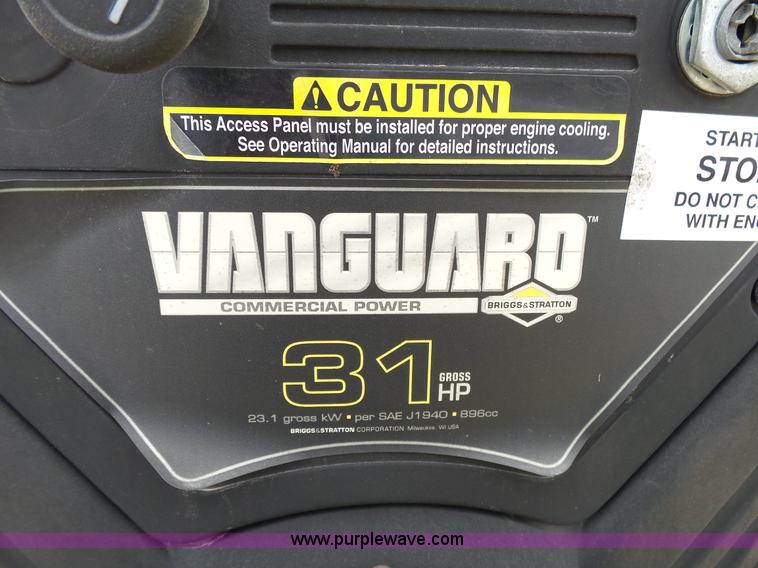 CAUTION
This Access Panel must be installed for proper engine cooling.
See Operating Manual for detailed instructions.
START
STO
DO NOT C
WITH ENG
VANGUARD™
COMMERCIAL POWER
BRIGGS & STRATTON
®
31 GROSS HP
23.1 gross kW • per SAE J1940 • 896cc
BRIGGS & STRATTON CORPORATION Milwaukee, WI USA
www.purplewave.com